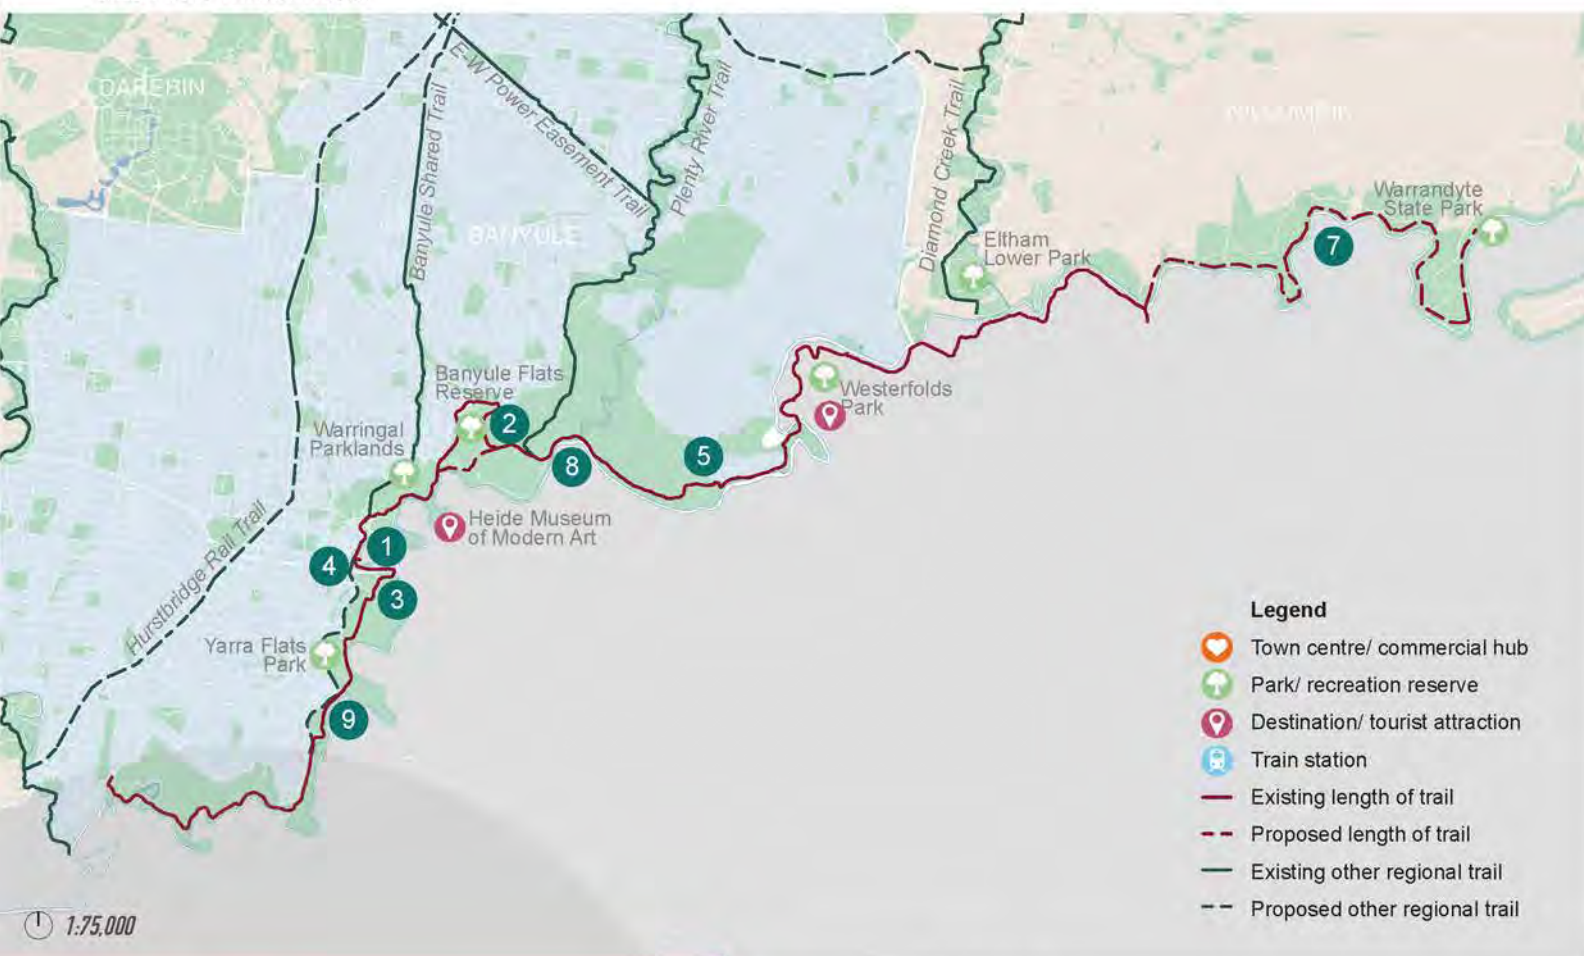 DAREBIN
E-W Power Easement Trail
Banyule Shared Trail
Plenty River Trail
Diamond Creek Trail
NILLUMBIK
BANYULE
Warrandyte
State Park
7
Eltham
Lower Park
Banyule Flats
Reserve
2
Westerfolds
Park
Warringal
Parklands
8
5
Heide Museum
of Modern Art
1
4
3
Hurstbridge Rail Trail
Yarra Flats
Park
9
Legend
Town centre/ commercial hub
Park/ recreation reserve
Destination/ tourist attraction
Train station
Existing length of trail
Proposed length of trail
Existing other regional trail
Proposed other regional trail
1:75,000